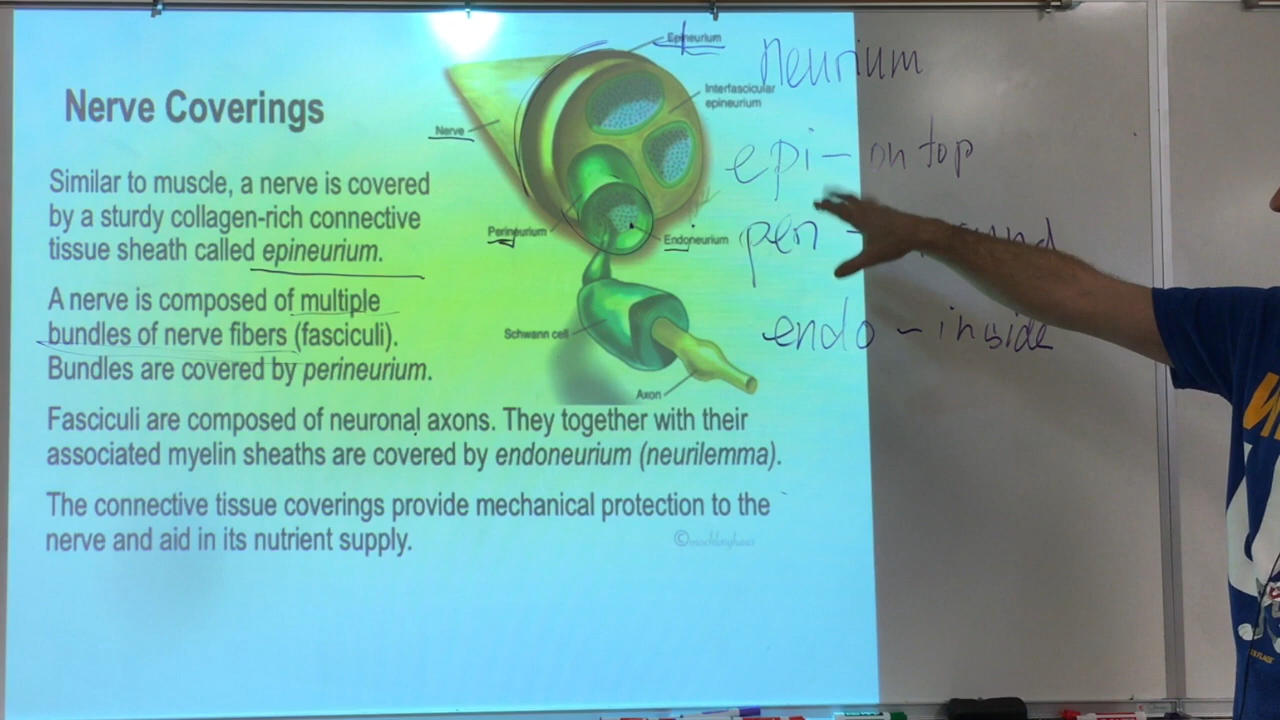 Nerve Coverings
Similar to muscle, a nerve is covered
by a sturdy collagen-rich connective
tissue sheath called epineurium.
A nerve is composed of multiple
bundles of nerve fibers (fasciculi).
Bundles are covered by perineurium.
Fasciculi are composed of neuronal axons. They together with their
associated myelin sheaths are covered by endoneurium (neurilemma).
The connective tissue coverings provide mechanical protection to the
nerve and aid in its nutrient supply.
Epineurium
Interfascicular
epineurium
Nerve
Perineurium
Endoneurium
Schwann cell
Axon
neurium
epi - on top
peri -
endo - inside